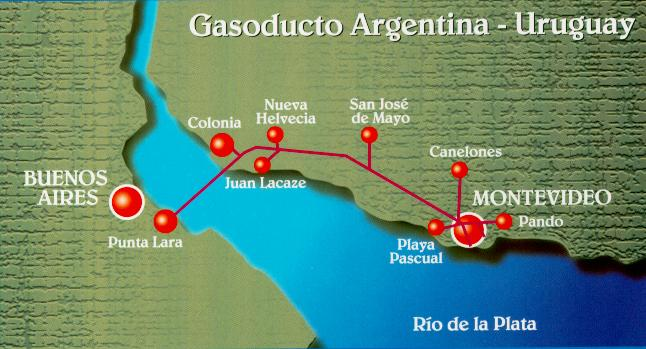 Gasoducto Argentina - Uruguay
Nueva
Helvecia
San José
de Mayo
Colonia
Canelones
Juan Lacaze
BUENOS
AIRES
MONTEVIDEO
Pando
Punta Lara
Playa
Pascual
Río de la Plata